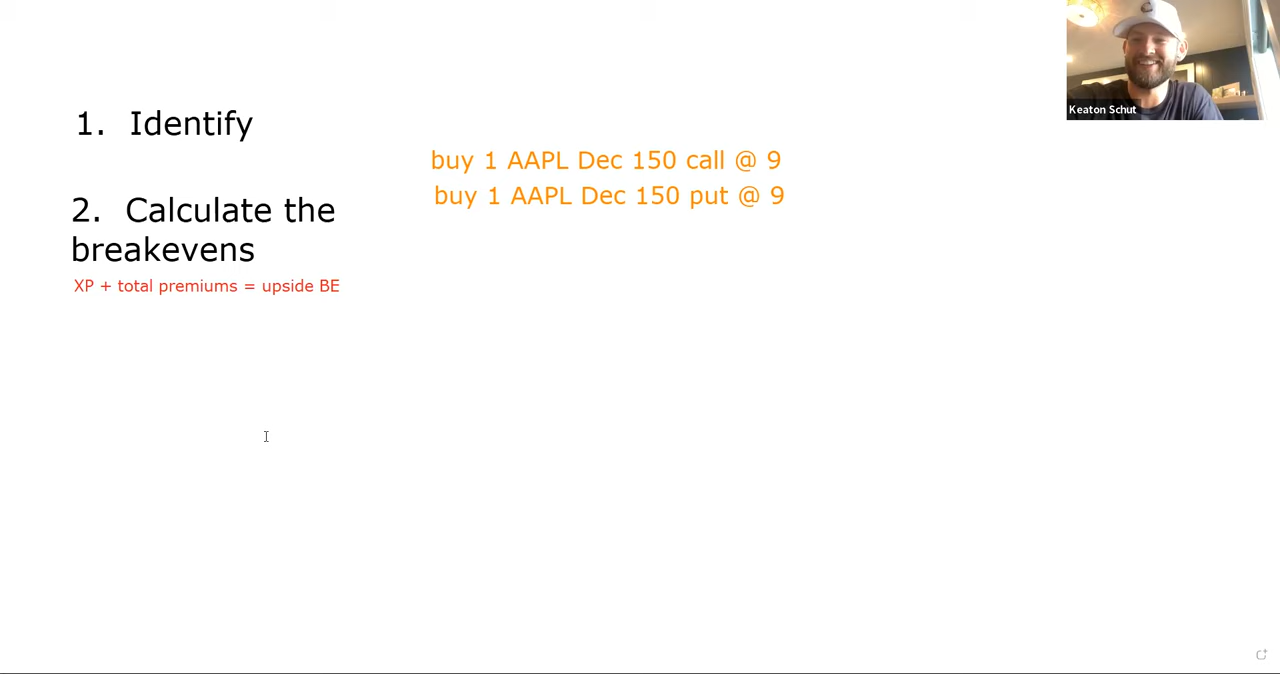 Keaton Schut
1. Identify
buy 1 AAPL Dec 150 call @ 9
buy 1 AAPL Dec 150 put @ 9
2. Calculate the
breakevens
XP + total premiums = upside BE